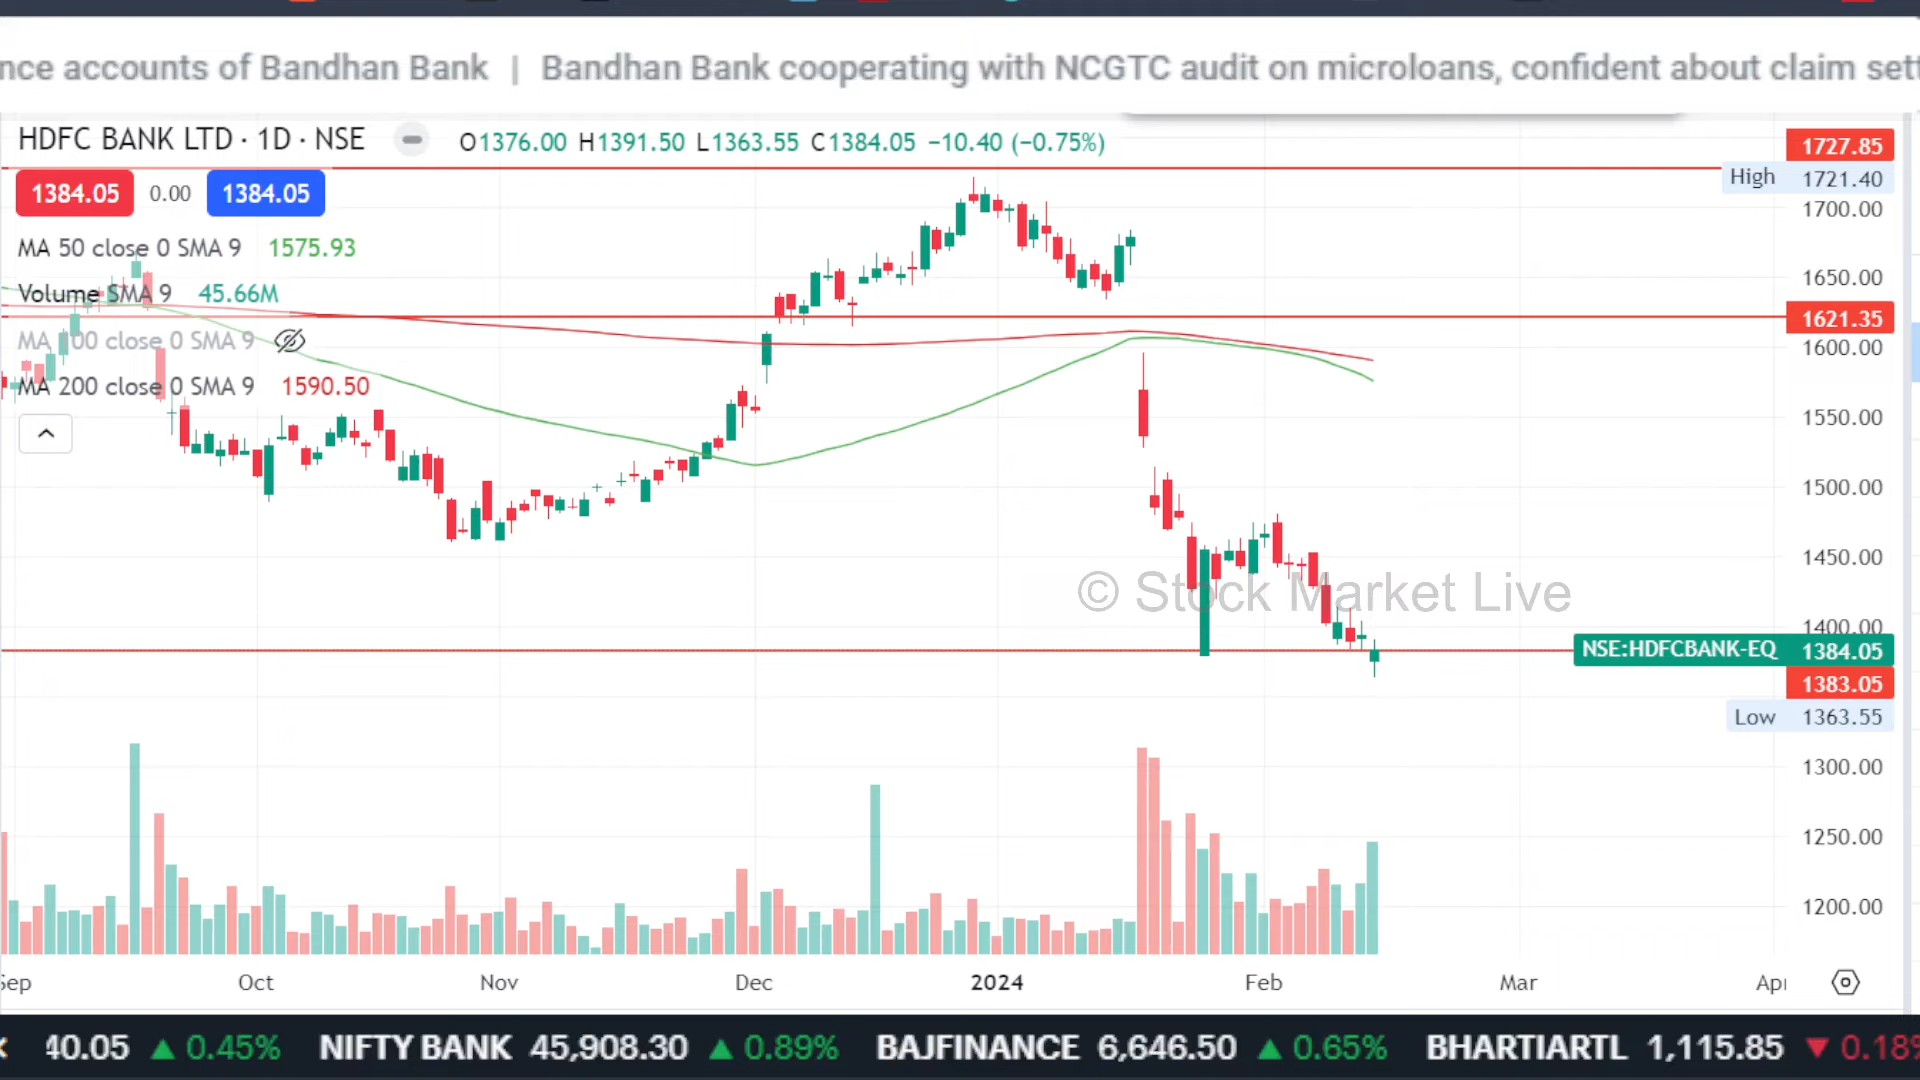 nce accounts of Bandhan Bank | Bandhan Bank cooperating with NCGTC audit on microloans, confident about claim sett
HDFC BANK LTD · 1D · NSE O1376.00 H1391.50 L1363.55 C1384.05 −10.40 (−0.75%)
1727.85
High 1721.40
1384.05 0.00 1384.05
1700.00
MA 50 close 0 SMA 9 1575.93
1650.00
Volume SMA 9 45.66M
1621.35
MA 100 close 0 SMA 9
1600.00
MA 200 close 0 SMA 9 1590.50
1550.00
1500.00
1450.00
© Stock Market Live
1400.00
NSE:HDFCBANK-EQ 1384.05
1383.05
Low 1363.55
1300.00
1250.00
1200.00
Sep Oct Nov Dec 2024 Feb Mar Apr
40.05 ▲ 0.45% NIFTY BANK 45,908.30 ▲ 0.89% BAJFINANCE 6,646.50 ▲ 0.65% BHARTIARTL 1,115.85 ▼ 0.18%